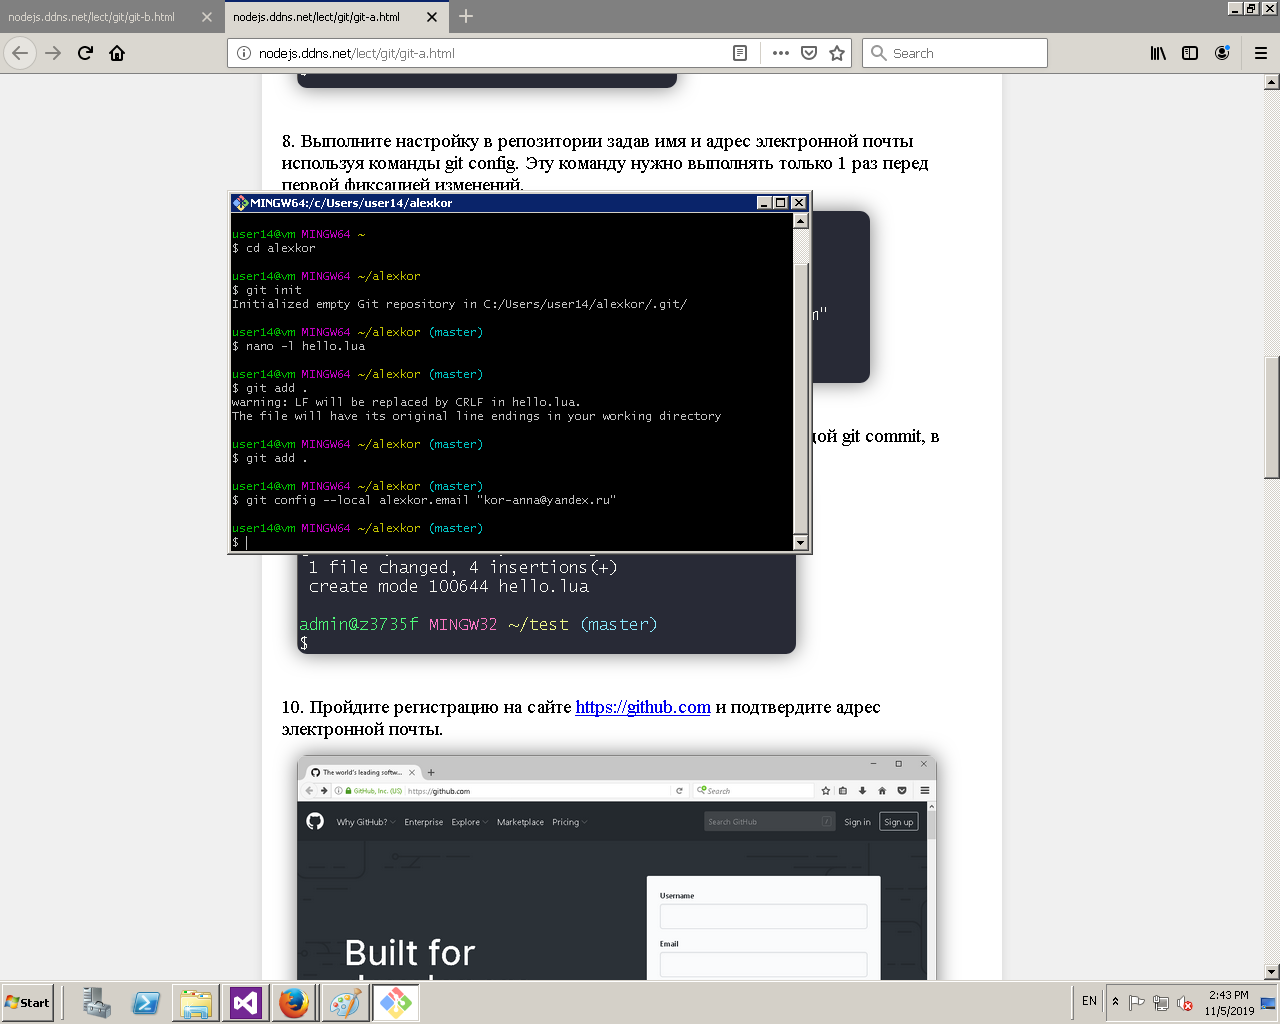 nodejs.ddns.net/lect/git/git-b.html
nodejs.ddns.net/lect/git/git-a.html
nodejs.ddns.net/lect/git/git-a.html
Search
8. Выполните настройку в репозитории задав имя и адрес электронной почты
используя команды git config. Эту команду нужно выполнять только 1 раз перед
первой фиксацией изменений.
MINGW64:/c/Users/user14/alexkor
user14@vm MINGW64 ~
$ cd alexkor
user14@vm MINGW64 ~/alexkor
$ git init
Initialized empty Git repository in C:/Users/user14/alexkor/.git/
user14@vm MINGW64 ~/alexkor (master)
$ nano -l hello.lua
user14@vm MINGW64 ~/alexkor (master)
$ git add .
warning: LF will be replaced by CRLF in hello.lua.
The file will have its original line endings in your working directory
user14@vm MINGW64 ~/alexkor (master)
$ git add .
user14@vm MINGW64 ~/alexkor (master)
$ git config --local alexkor.email "kor-anna@yandex.ru"
user14@vm MINGW64 ~/alexkor (master)
$
git commit, в
1 file changed, 4 insertions(+)
create mode 100644 hello.lua
admin@z3735f MINGW32 ~/test (master)
$
10. Пройдите регистрацию на сайте https://github.com и подтвердите адрес
электронной почты.
The world's leading softw...
GitHub, Inc. (US) https://github.com
Search
Why GitHub? Enterprise Explore Marketplace Pricing
Search GitHub / Sign in Sign up
Username
Email
Built for
Start
EN
2:43 PM
11/5/2019